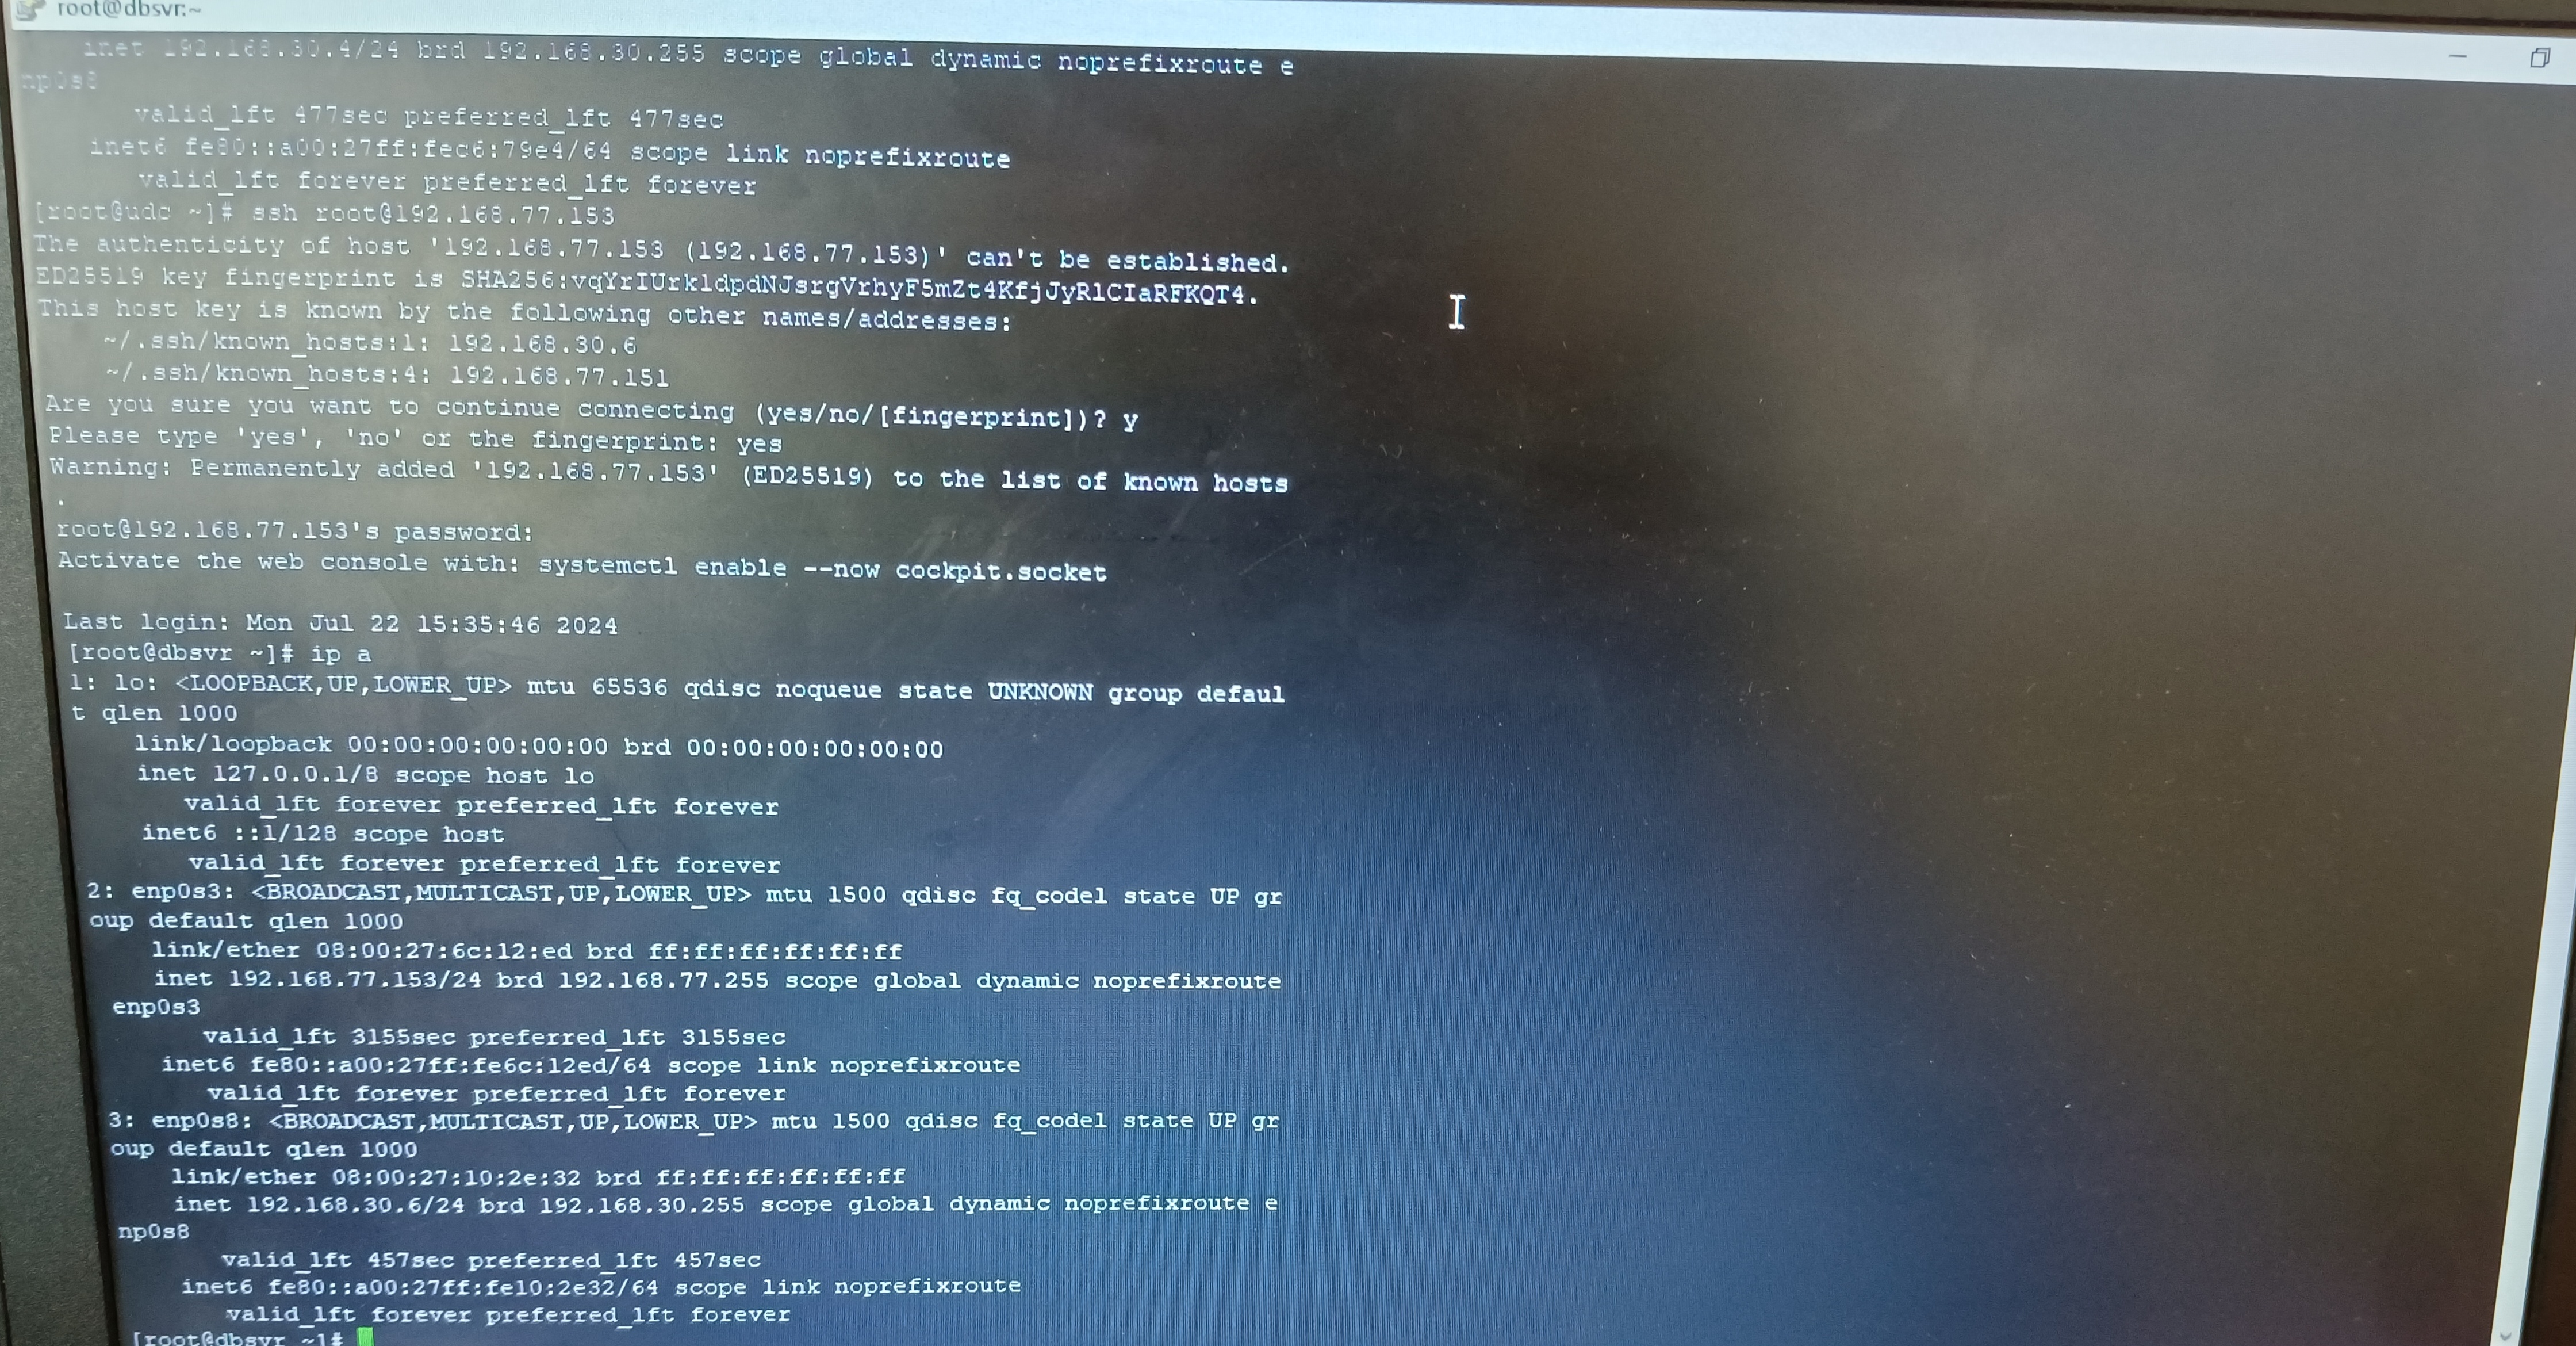 root@dbsvr:~
inet 192.168.30.4/24 brd 192.168.30.255 scope global dynamic noprefixroute e
np0s8
valid_lft 477sec preferred_lft 477sec
inet6 fe80::a00:27ff:fec6:79e4/64 scope link noprefixroute
valid_lft forever preferred_lft forever
[root@udc ~]# ssh root@192.168.77.153
The authenticity of host '192.168.77.153 (192.168.77.153)' can't be established.
ED25519 key fingerprint is SHA256:vqYrIUrkldpdNJsrgVrhyF5mZt4KfjJyRlCIaRFKQT4.
This host key is known by the following other names/addresses:
~/.ssh/known_hosts:1: 192.168.30.6
~/.ssh/known_hosts:4: 192.168.77.151
Are you sure you want to continue connecting (yes/no/[fingerprint])? y
Please type 'yes', 'no' or the fingerprint: yes
Warning: Permanently added '192.168.77.153' (ED25519) to the list of known hosts
.
root@192.168.77.153's password:
Activate the web console with: systemctl enable --now cockpit.socket
Last login: Mon Jul 22 15:35:46 2024
[root@dbsvr ~]# ip a
1: lo: <LOOPBACK,UP,LOWER_UP> mtu 65536 qdisc noqueue state UNKNOWN group defaul
t qlen 1000
link/loopback 00:00:00:00:00:00 brd 00:00:00:00:00:00
inet 127.0.0.1/8 scope host lo
valid_lft forever preferred_lft forever
inet6 ::1/128 scope host
valid_lft forever preferred_lft forever
2: enp0s3: <BROADCAST,MULTICAST,UP,LOWER_UP> mtu 1500 qdisc fq_codel state UP gr
oup default qlen 1000
link/ether 08:00:27:6c:12:ed brd ff:ff:ff:ff:ff:ff
inet 192.168.77.153/24 brd 192.168.77.255 scope global dynamic noprefixroute
enp0s3
valid_lft 3155sec preferred_lft 3155sec
inet6 fe80::a00:27ff:fe6c:12ed/64 scope link noprefixroute
valid_lft forever preferred_lft forever
3: enp0s8: <BROADCAST,MULTICAST,UP,LOWER_UP> mtu 1500 qdisc fq_codel state UP gr
oup default qlen 1000
link/ether 08:00:27:10:2e:32 brd ff:ff:ff:ff:ff:ff
inet 192.168.30.6/24 brd 192.168.30.255 scope global dynamic noprefixroute e
np0s8
valid_lft 457sec preferred_lft 457sec
inet6 fe80::a00:27ff:fe10:2e32/64 scope link noprefixroute
valid_lft forever preferred_lft forever
[root@dbsvr ~]#